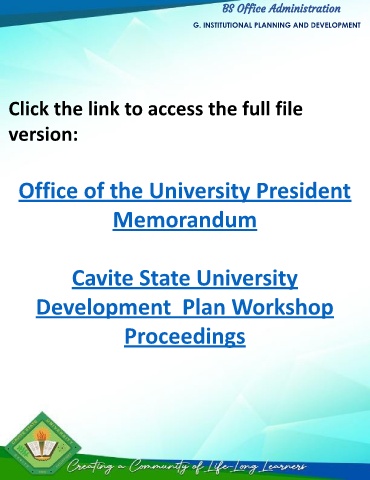 BS Office Administration
G. INSTITUTIONAL PLANNING AND DEVELOPMENT
Click the link to access the full file
version:
Office of the University President
Memorandum
Cavite State University
Development  Plan Workshop
Proceedings
Creating a Community of Life-Long Learners